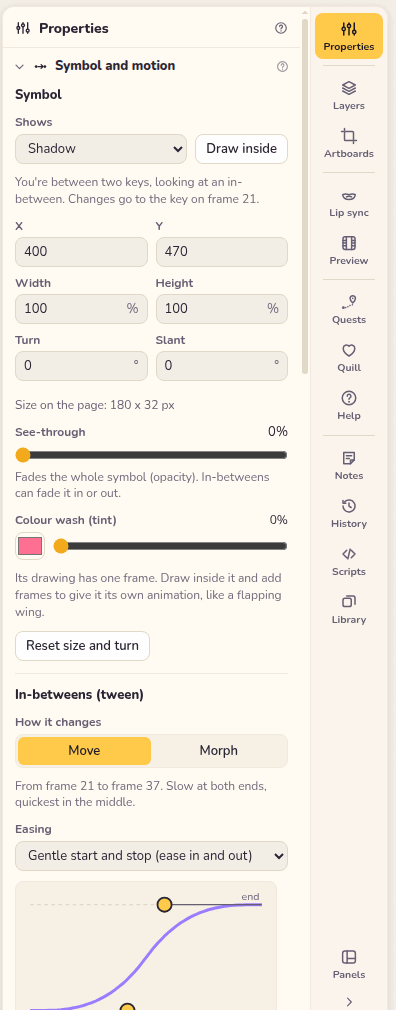 Properties
Symbol and motion
Symbol
Shows
Shadow
Draw inside
You're between two keys, looking at an in-
between. Changes go to the key on frame 21.
X
Y
400
470
Width
Height
100 %
100 %
Turn
Slant
0 °
0 °
Size on the page: 180 x 32 px
See-through
0%
Fades the whole symbol (opacity). In-betweens
can fade it in or out.
Colour wash (tint)
0%
Its drawing has one frame. Draw inside it and add
frames to give it its own animation, like a flapping
wing.
Reset size and turn
In-betweens (tween)
How it changes
Move
Morph
From frame 21 to frame 37. Slow at both ends,
quickest in the middle.
Easing
Gentle start and stop (ease in and out)
end
Properties
Layers
Artboards
Lip sync
Preview
Quests
Quill
Help
Notes
History
Scripts
Library
Panels